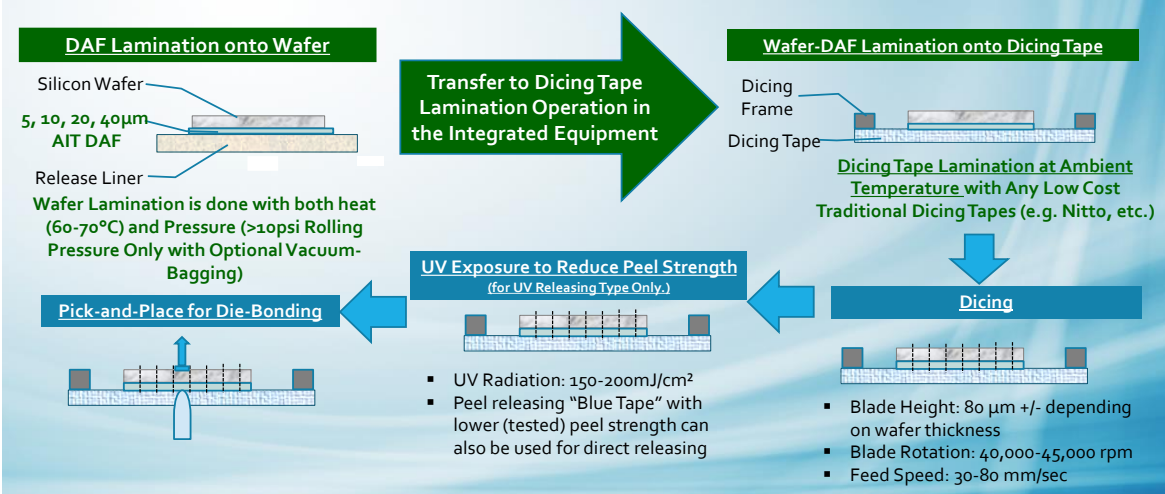 DAF Lamination onto Wafer
Silicon Wafer
5, 10, 20, 40µm
AIT DAF
Release Liner
Wafer Lamination is done with both heat
(60-70°C) and Pressure (>10psi Rolling
Pressure Only with Optional Vacuum-
Bagging)
Transfer to Dicing Tape
Lamination Operation in
the Integrated Equipment
Wafer-DAF Lamination onto Dicing Tape
Dicing
Frame
Dicing Tape
Dicing Tape Lamination at Ambient
Temperature with Any Low Cost
Traditional Dicing Tapes (e.g. Nitto, etc.)
Dicing
▪ Blade Height: 80 µm +/- depending
on wafer thickness
▪ Blade Rotation: 40,000-45,000 rpm
▪ Feed Speed: 30-80 mm/sec
UV Exposure to Reduce Peel Strength
(for UV Releasing Type Only.)
▪ UV Radiation: 150-200mJ/cm²
▪ Peel releasing “Blue Tape” with
lower (tested) peel strength can
also be used for direct releasing
Pick-and-Place for Die-Bonding